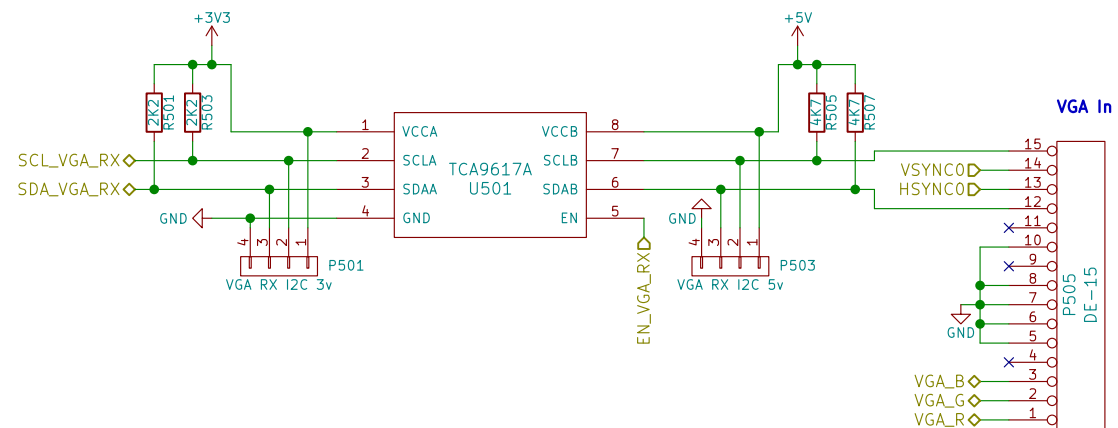 +3V3
+5V
VGA In
2K2
R501
2K2
R503
4K7
R505
4K7
R507
1
VCCA
VCCB
8
SCL_VGA_RX
2
SCLA
TCA9617A
SCLB
7
SDA_VGA_RX
3
SDAA
U501
SDAB
6
GND
4
GND
EN
5
GND
4
3
2
1
P501
VGA RX I2C 3v
EN_VGA_RX
4
3
2
1
P503
VGA RX I2C 5v
15
VSYNC0
14
HSYNC0
13
12
11
10
9
8
7
6
GND
5
4
VGA_B
3
VGA_G
2
VGA_R
1
P505
DE-15